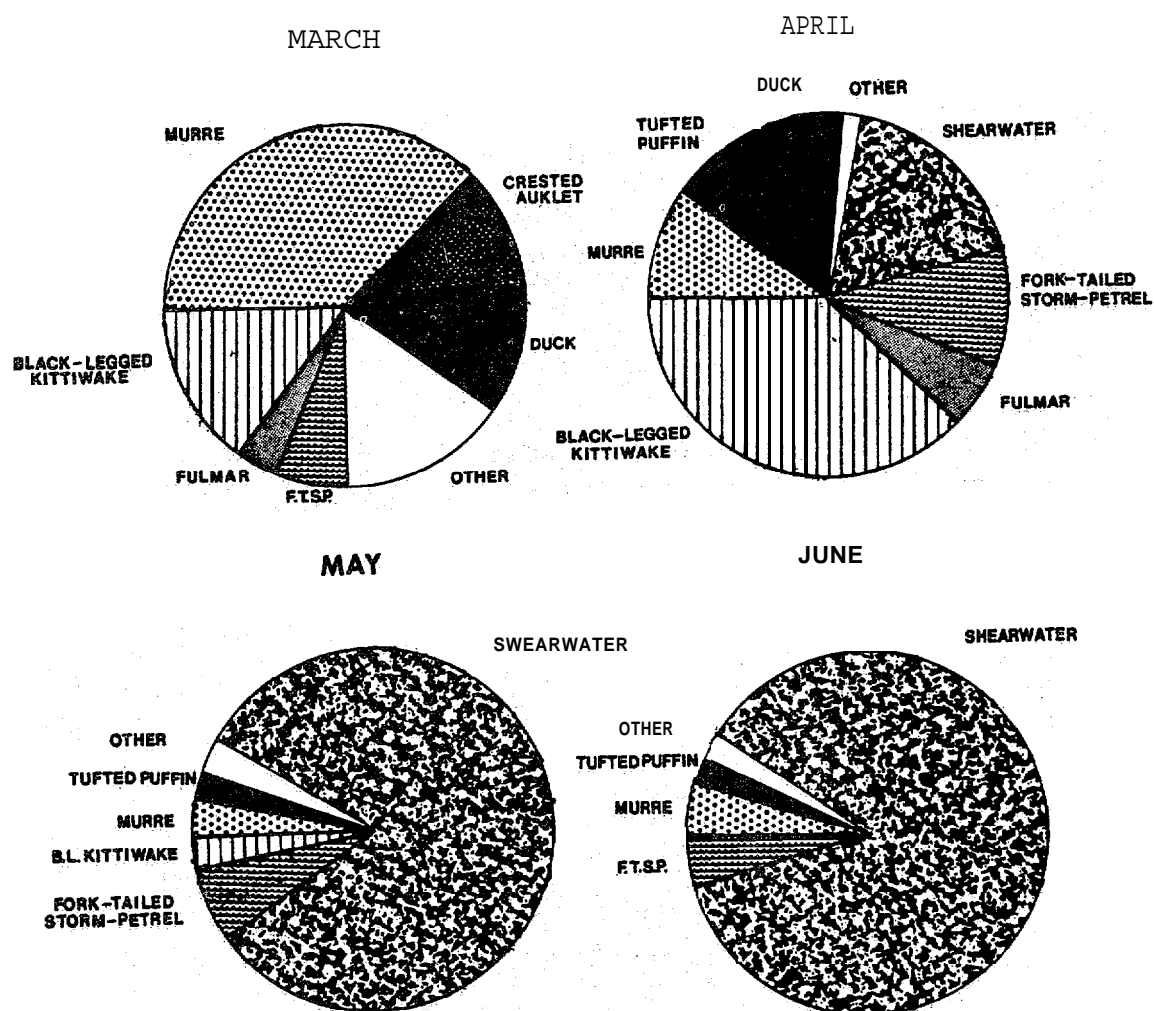 MARCH
MURRE
CRESTED
AUKLET
DUCK
OTHER
F.T.S.P.
FULMAR
BLACK-LEGGED
KITTIWAKE
APRIL
DUCK
OTHER
TUFTED
PUFFIN
SHEARWATER
MURRE
FORK-TAILED
STORM-PETREL
FULMAR
BLACK-LEGGED
KITTIWAKE
MAY
SWEARWATER
OTHER
TUFTED PUFFIN
MURRE
B.L. KITTIWAKE
FORK-TAILED
STORM-PETREL
JUNE
SHEARWATER
OTHER
TUFTED PUFFIN
MURRE
F.T.S.P.